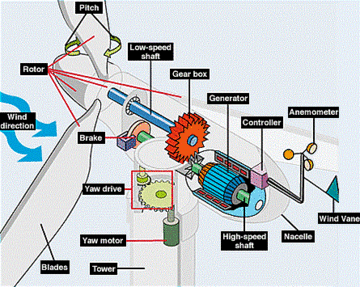 Pitch
Low-speed
shaft
Rotor
Gear box
Generator
Anemometer
Controller
Wind
direction
Brake
Yaw drive
Wind Vane
High-speed
shaft
Nacelle
Yaw motor
Blades
Tower